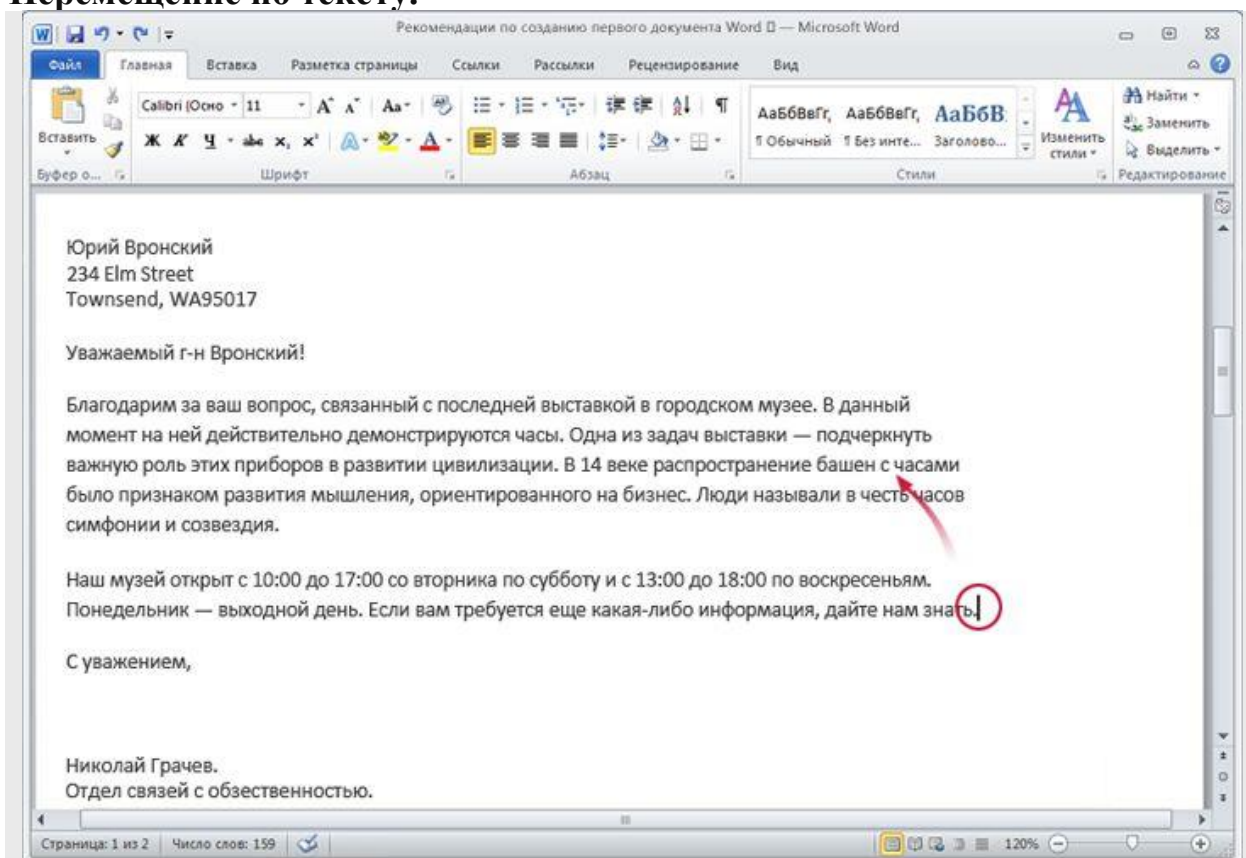 Перемещение по тексту.
Рекомендации по созданию первого документа Word — Microsoft Word
Файл Главная Вставка Разметка страницы Ссылки Рассылки Рецензирование Вид
Вставить
Calibri (Осно 11
Ж К Ч abc x, x²
АаБбВвГг, АаБбВвГг, АаБбВ
¶ Обычный ¶ Без инте... Заголово...
Изменить
стили
Найти
Заменить
Выделить
Буфер о... Шрифт Абзац Стили Редактирование
Юрий Вронский
234 Elm Street
Townsend, WA95017
Уважаемый г-н Вронский!
Благодарим за ваш вопрос, связанный с последней выставкой в городском музее. В данный
момент на ней действительно демонстрируются часы. Одна из задач выставки — подчеркнуть
важную роль этих приборов в развитии цивилизации. В 14 веке распространение башен с часами
было признаком развития мышления, ориентированного на бизнес. Люди называли в честь часов
симфонии и созвездия.
Наш музей открыт с 10:00 до 17:00 со вторника по субботу и с 13:00 до 18:00 по воскресеньям.
Понедельник — выходной день. Если вам требуется еще какая-либо информация, дайте нам знать.
С уважением,
Николай Грачев.
Отдел связей с обзественностью.
Страница: 1 из 2 Число слов: 159 120%